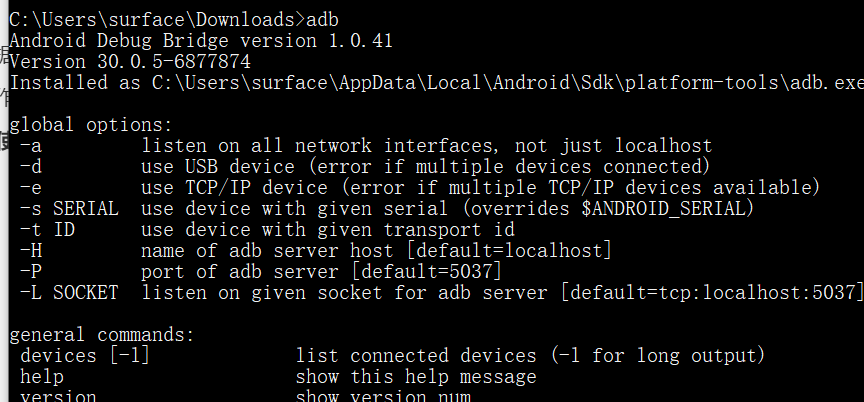 C:\Users\surface\Downloads>adb
Android Debug Bridge version 1.0.41
Version 30.0.5-6877874
Installed as C:\Users\surface\AppData\Local\Android\Sdk\platform-tools\adb.exe
global options:
-a listen on all network interfaces, not just localhost
-d use USB device (error if multiple devices connected)
-e use TCP/IP device (error if multiple TCP/IP devices available)
-s SERIAL use device with given serial (overrides $ANDROID_SERIAL)
-t ID use device with given transport id
-H name of adb server host [default=localhost]
-P port of adb server [default=5037]
-L SOCKET listen on given socket for adb server [default=tcp:localhost:5037]
general commands:
devices [-l] list connected devices (-l for long output)
help show this help message
version show version num